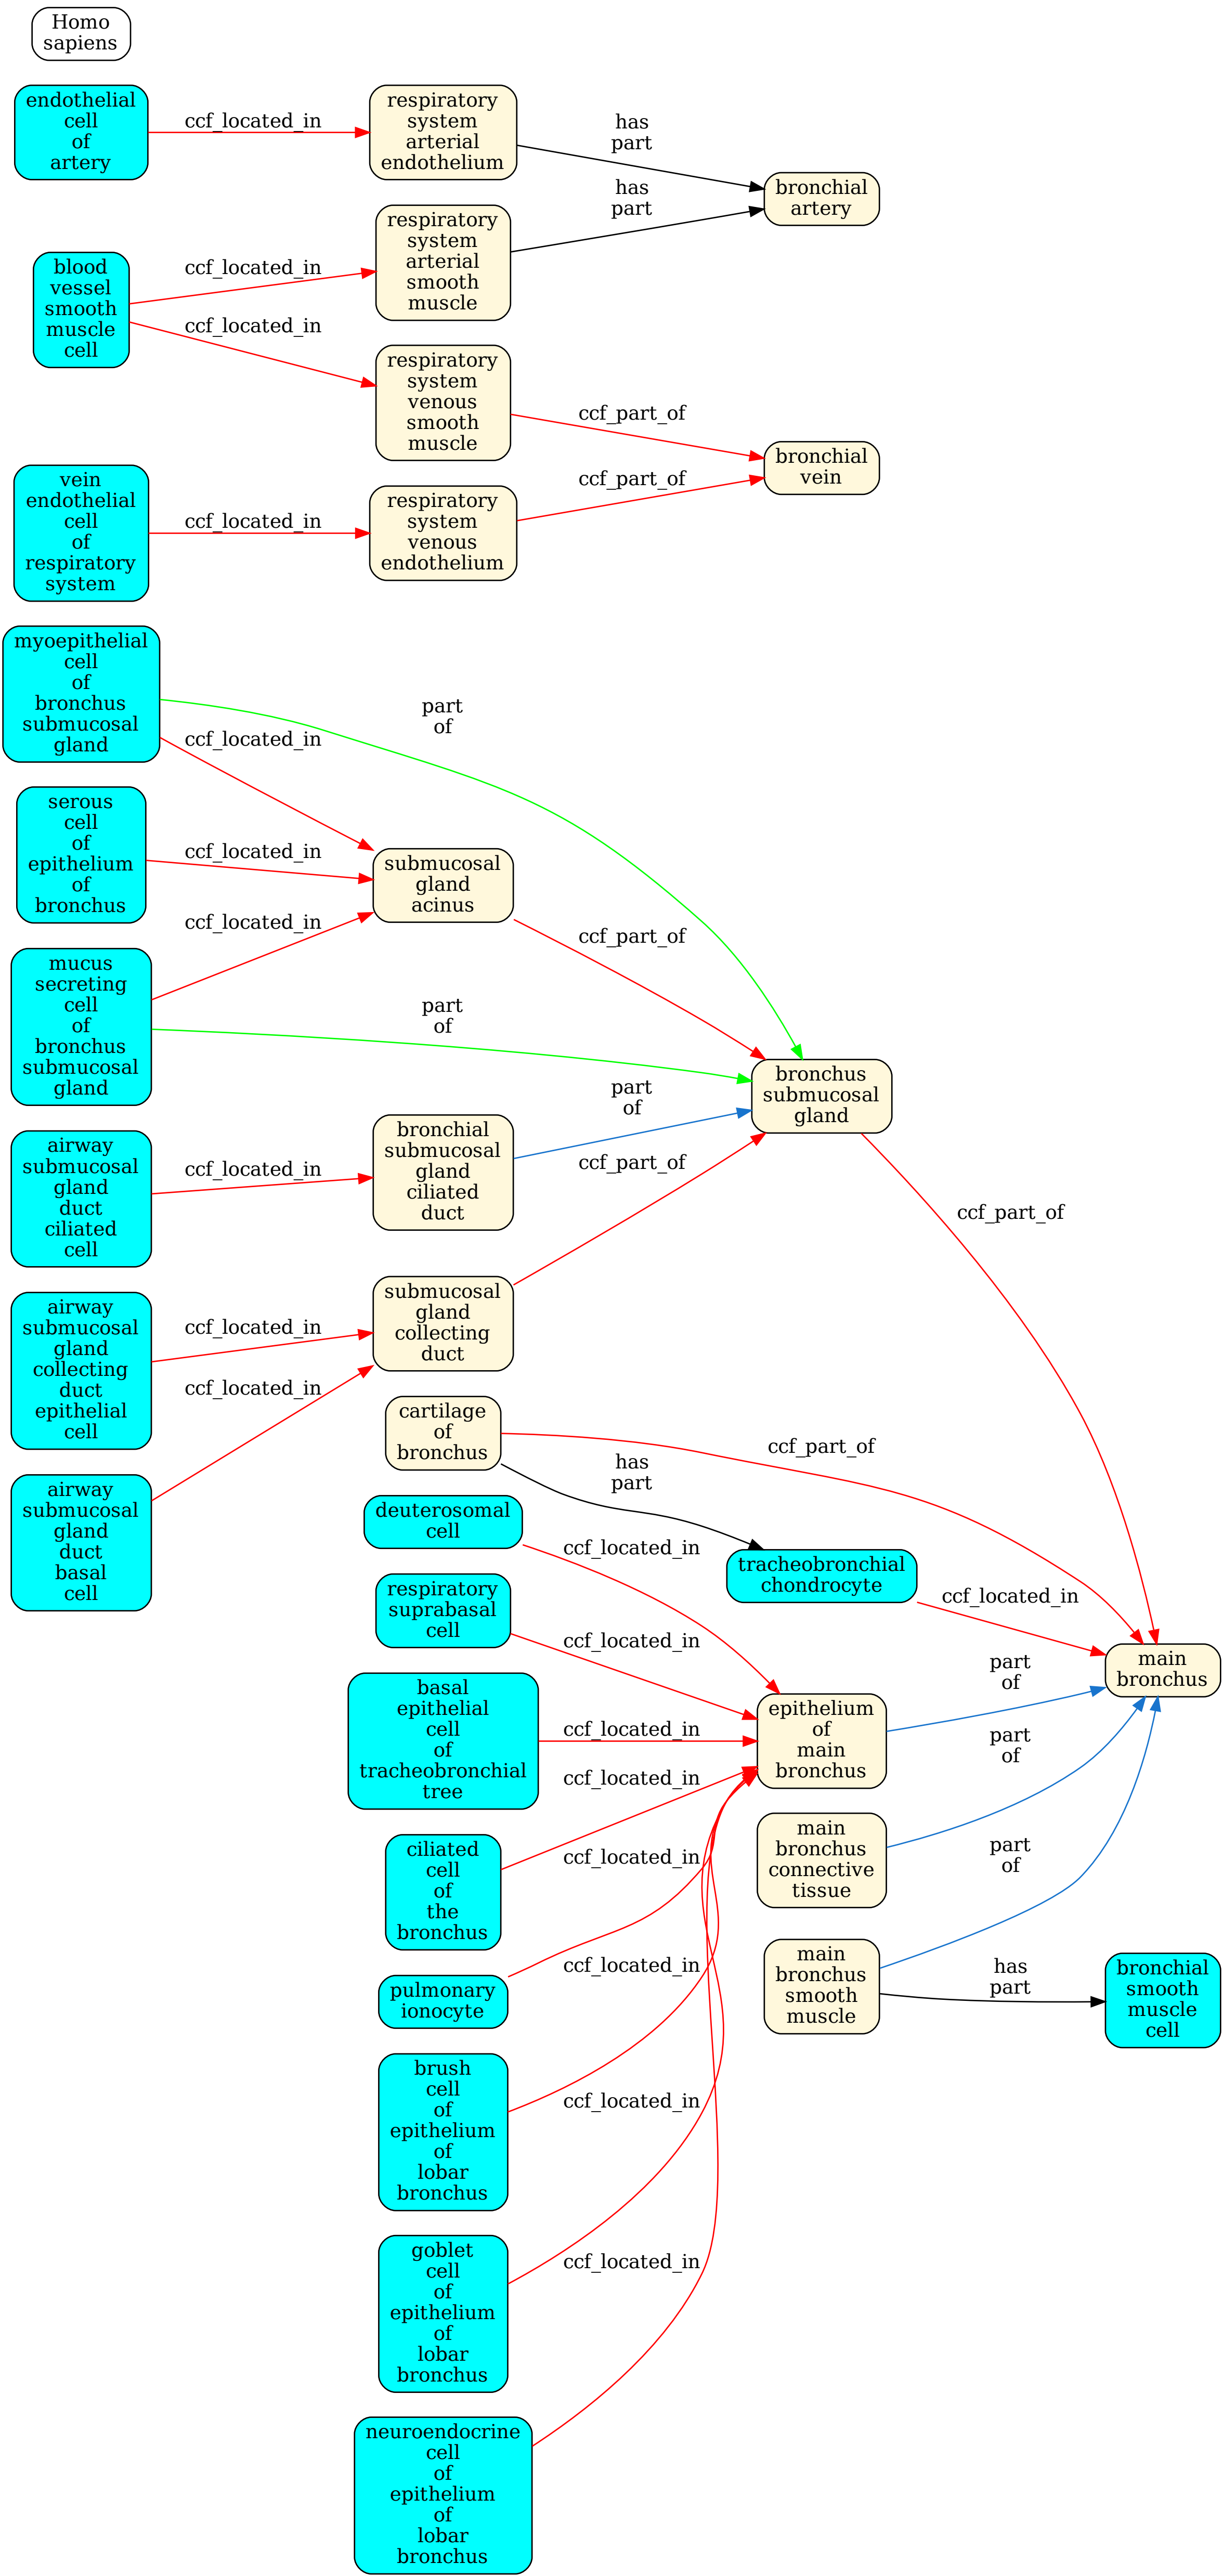 Homo
sapiens
endothelial
cell
of
artery
ccf_located_in
respiratory
system
arterial
endothelium
has
part
bronchial
artery
blood
vessel
smooth
muscle
cell
ccf_located_in
ccf_located_in
respiratory
system
arterial
smooth
muscle
has
part
respiratory
system
venous
smooth
muscle
ccf_part_of
bronchial
vein
vein
endothelial
cell
of
respiratory
system
ccf_located_in
respiratory
system
venous
endothelium
ccf_part_of
myoepithelial
cell
of
bronchus
submucosal
gland
part
of
ccf_located_in
serous
cell
of
epithelium
of
bronchus
ccf_located_in
submucosal
gland
acinus
ccf_part_of
mucus
secreting
cell
of
bronchus
submucosal
gland
ccf_located_in
part
of
bronchus
submucosal
gland
ccf_part_of
airway
submucosal
gland
duct
ciliated
cell
ccf_located_in
bronchial
submucosal
gland
ciliated
duct
part
of
airway
submucosal
gland
collecting
duct
epithelial
cell
ccf_located_in
submucosal
gland
collecting
duct
ccf_part_of
airway
submucosal
gland
duct
basal
cell
ccf_located_in
cartilage
of
bronchus
ccf_part_of
has
part
tracheobronchial
chondrocyte
ccf_located_in
main
bronchus
deuterosomal
cell
ccf_located_in
respiratory
suprabasal
cell
ccf_located_in
basal
epithelial
cell
of
tracheobronchial
tree
ccf_located_in
epithelium
of
main
bronchus
part
of
ciliated
cell
of
the
bronchus
ccf_located_in
main
bronchus
connective
tissue
part
of
pulmonary
ionocyte
ccf_located_in
main
bronchus
smooth
muscle
part
of
has
part
bronchial
smooth
muscle
cell
brush
cell
of
epithelium
of
lobar
bronchus
ccf_located_in
goblet
cell
of
epithelium
of
lobar
bronchus
ccf_located_in
neuroendocrine
cell
of
epithelium
of
lobar
bronchus
ccf_located_in